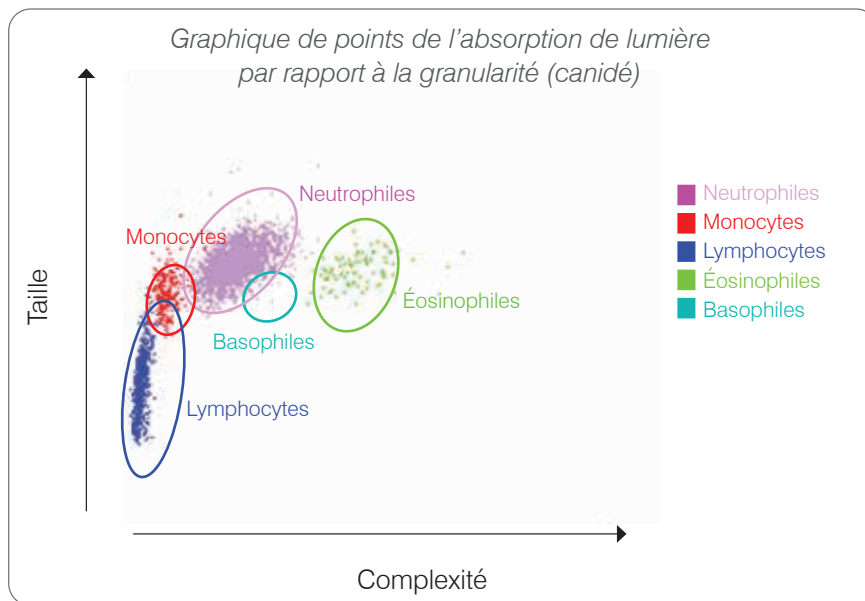 Graphique de points de l'absorption de lumière
par rapport à la granularité (canidé)
Taille
Neutrophiles
Monocytes
Éosinophiles
Basophiles
Lymphocytes
Neutrophiles
Monocytes
Lymphocytes
Éosinophiles
Basophiles
Complexité